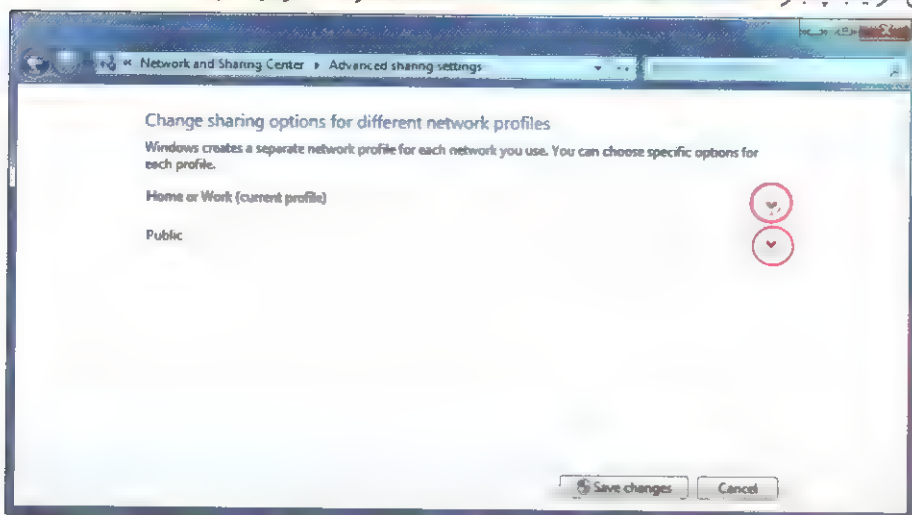 « Network and Sharing Center ▸ Advanced sharing settings
Change sharing options for different network profiles
Windows creates a separate network profile for each network you use. You can choose specific options for
each profile.
Home or Work (current profile)
Public
Save changes
Cancel